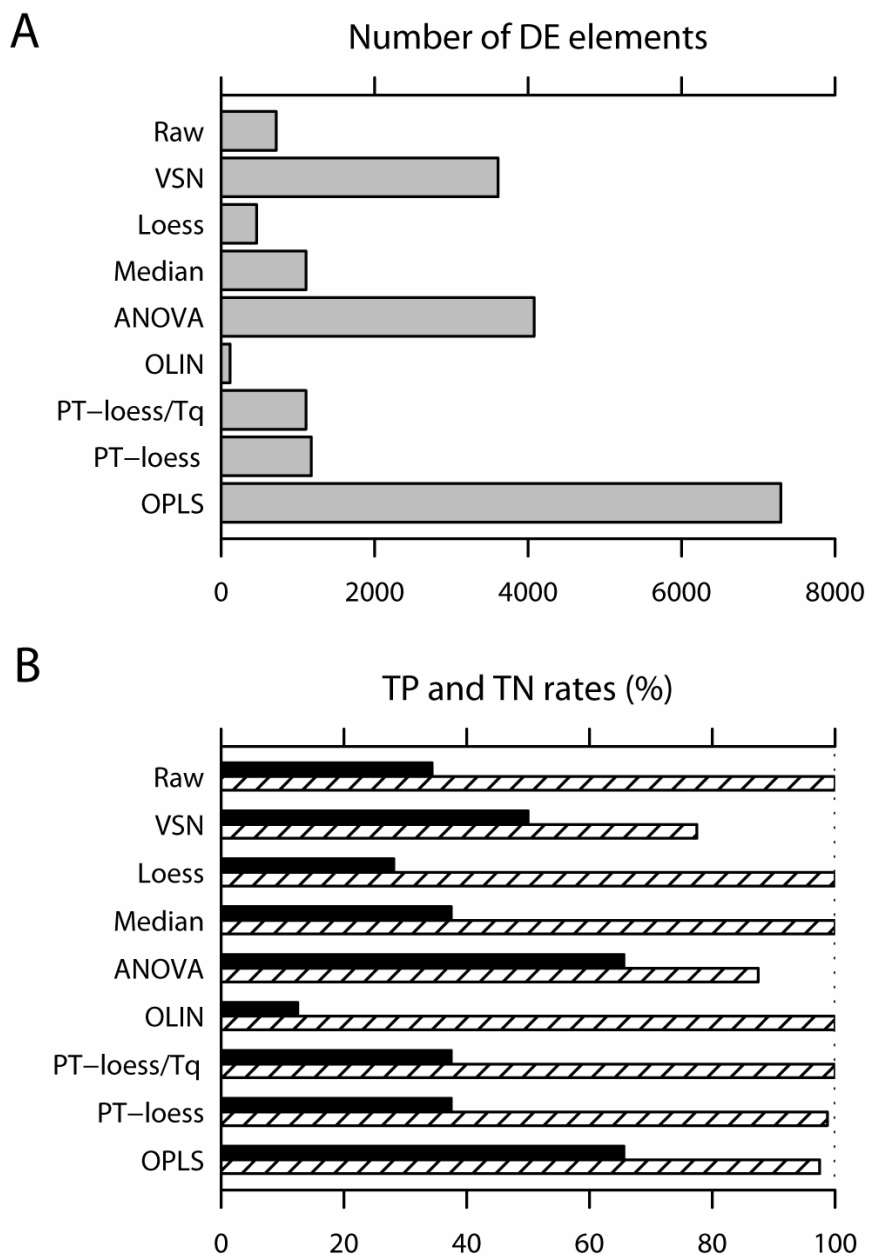 A
Number of DE elements
Raw
VSN
Loess
Median
ANOVA
OLIN
PT−loess/Tq
PT−loess
OPLS
0 2000 4000 6000 8000
B
TP and TN rates (%)
Raw
VSN
Loess
Median
ANOVA
OLIN
PT−loess/Tq
PT−loess
OPLS
0 20 40 60 80 100